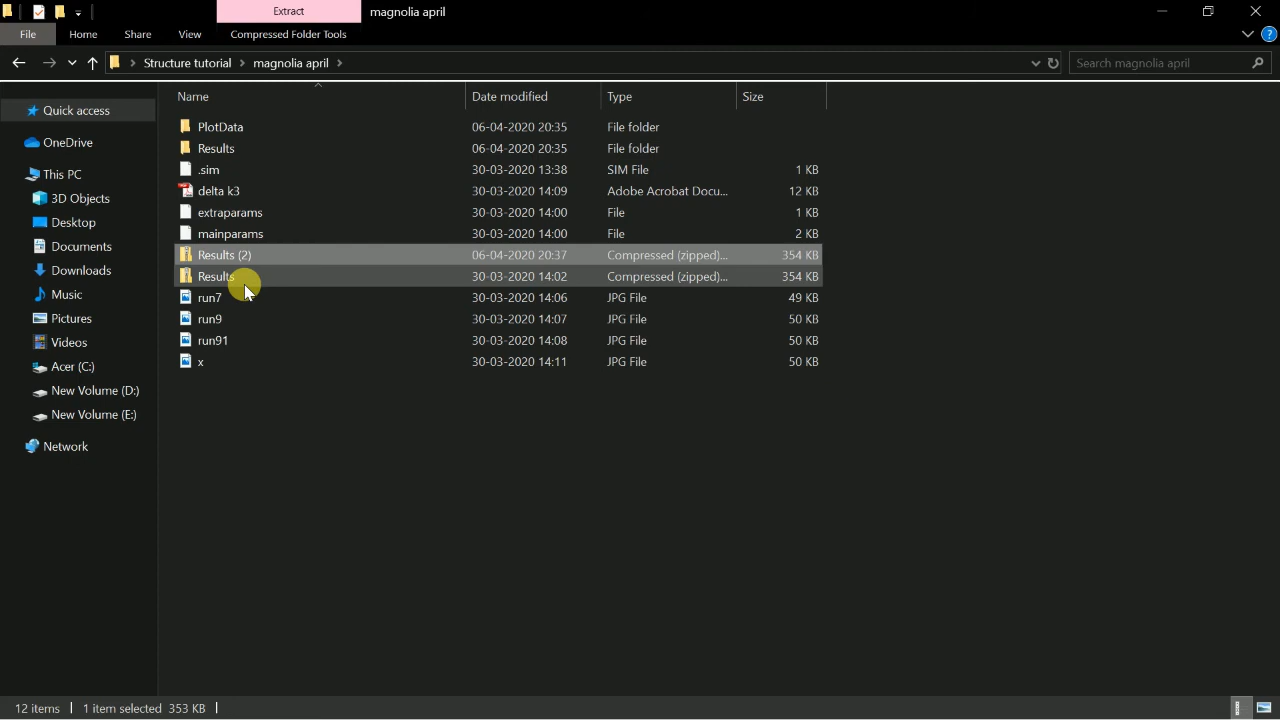 Extract magnolia april
File Home Share View Compressed Folder Tools
Structure tutorial magnolia april Search magnolia april
Name Date modified Type Size
Quick access
OneDrive
This PC
3D Objects
Desktop
Documents
Downloads
Music
Pictures
Videos
Acer (C:)
New Volume (D:)
New Volume (E:)
Network
PlotData 06-04-2020 20:35 File folder
Results 06-04-2020 20:35 File folder
.sim 30-03-2020 13:38 SIM File 1 KB
delta k3 30-03-2020 14:09 Adobe Acrobat Docu... 12 KB
extraparams 30-03-2020 14:00 File 1 KB
mainparams 30-03-2020 14:00 File 2 KB
Results (2) 06-04-2020 20:37 Compressed (zipped)... 354 KB
Results 30-03-2020 14:02 Compressed (zipped)... 354 KB
run7 30-03-2020 14:06 JPG File 49 KB
run9 30-03-2020 14:07 JPG File 50 KB
run91 30-03-2020 14:08 JPG File 50 KB
x 30-03-2020 14:11 JPG File 50 KB
12 items 1 item selected 353 KB